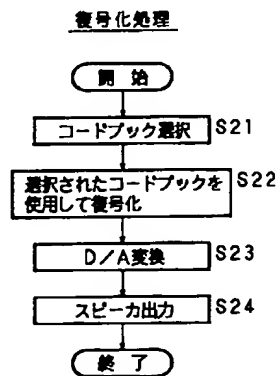 復号化処理
開始
コードブック選択 S21
選択されたコードブックを S22
使用して復号化
D/A変換 S23
スピーカ出力 S24
終了